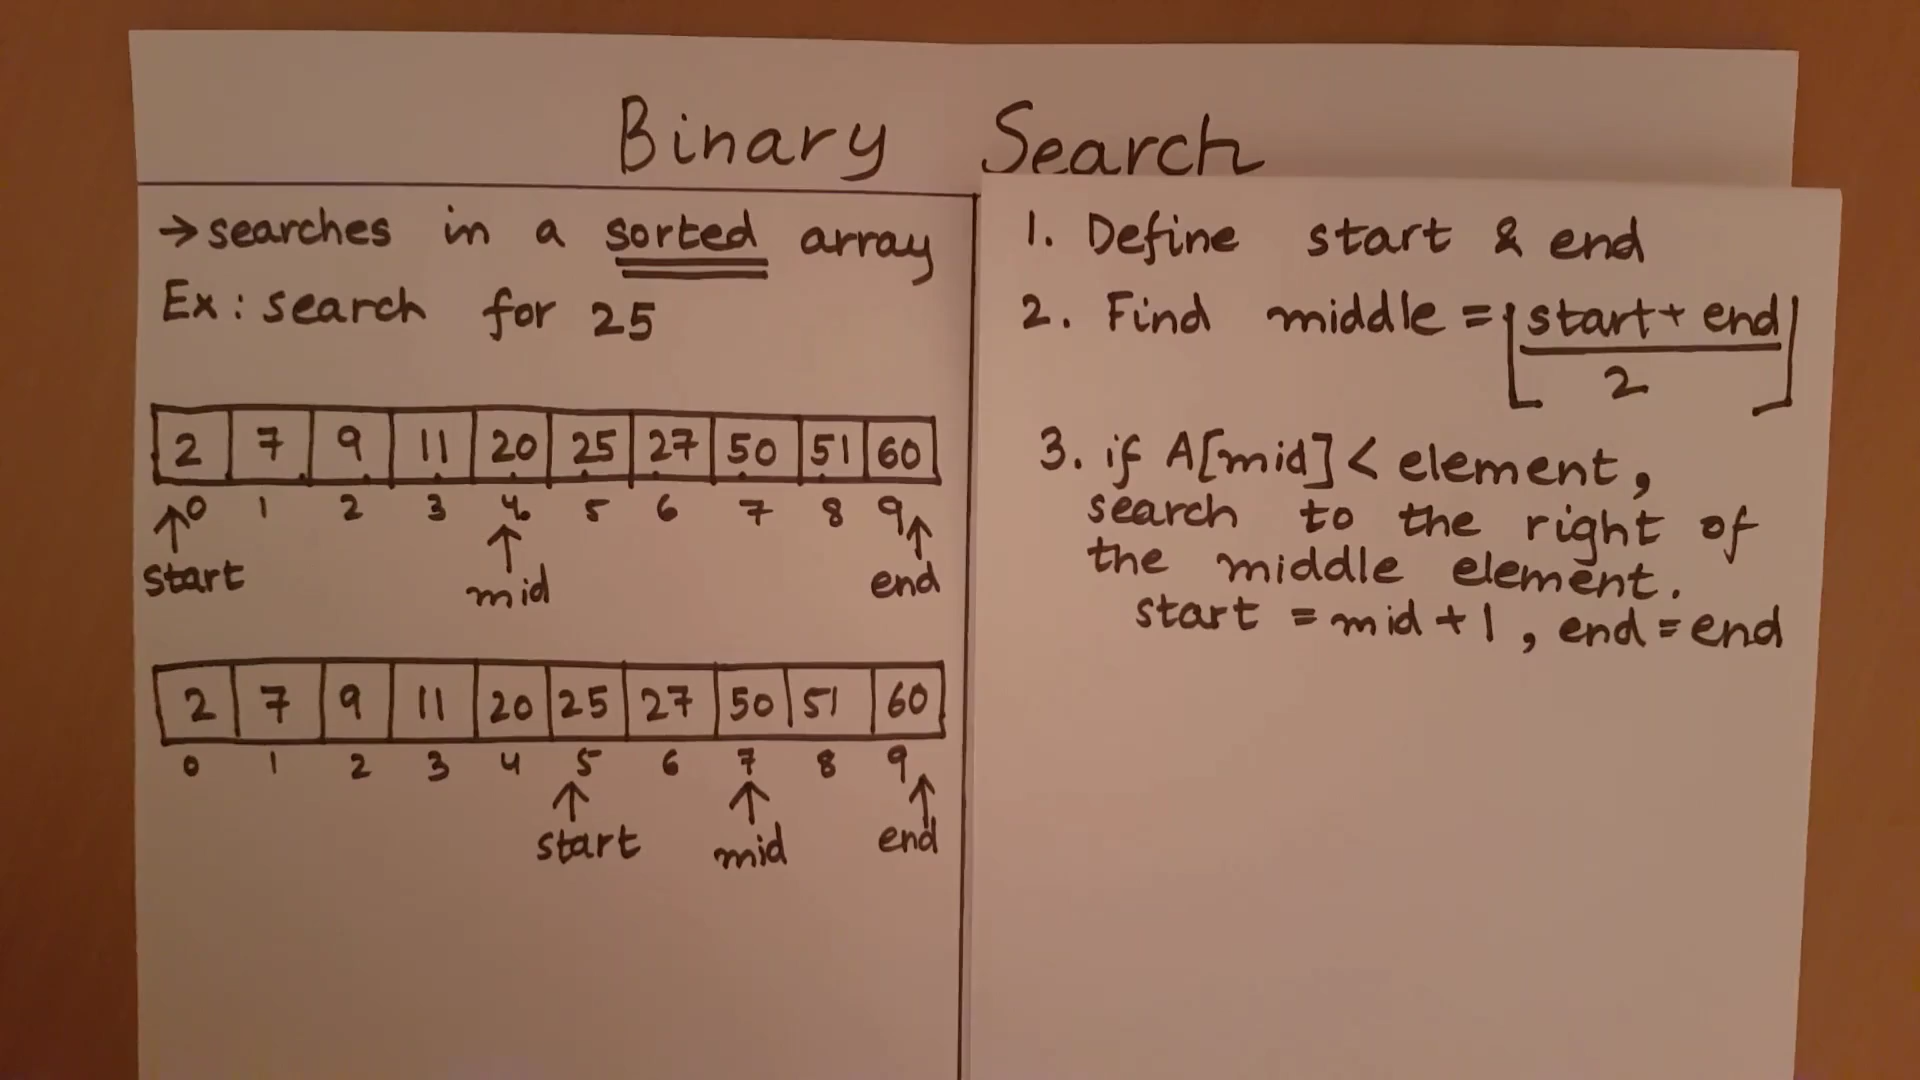 Binary Search
→ searches in a sorted array
Ex: search for 25
2 7 9 11 20 25 27 50 51 60
0 1 2 3 4 5 6 7 8 9
start mid end
2 7 9 11 20 25 27 50 51 60
0 1 2 3 4 5 6 7 8 9
start mid end
1. Define start & end
2. Find middle = ⌊start + end
2⌋
3. if A[mid] < element,
search to the right of
the middle element.
start = mid + 1, end = end